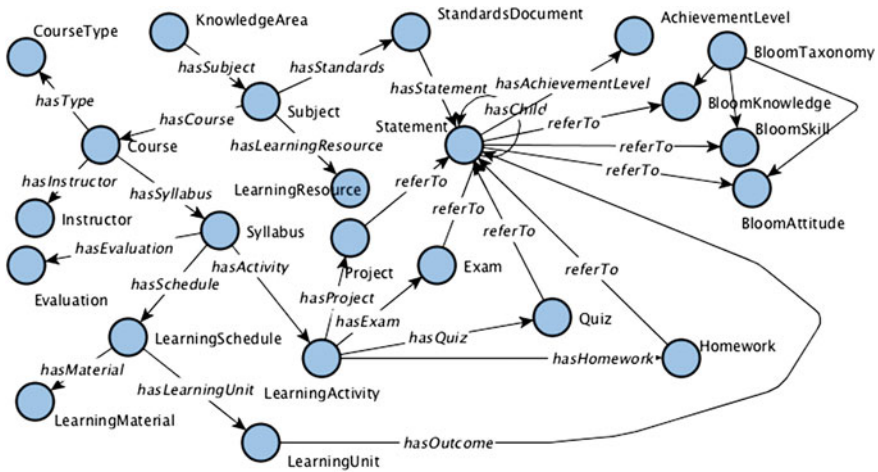 KnowledgeArea
StandardsDocument
AchievementLevel
CourseType
BloomTaxonomy
hasSubject
hasStandards
hasStatement
hasAchievementLevel
hasType
Subject
hasChild
BloomKnowledge
hasCourse
Statement
referTo
BloomSkill
Course
hasLearningResource
referTo
referTo
hasInstructor
hasSyllabus
LearningResource
referTo
Instructor
referTo
BloomAttitude
Syllabus
referTo
hasEvaluation
hasActivity
Project
Exam
referTo
Evaluation
hasSchedule
hasProject
hasExam
Quiz
LearningSchedule
hasQuiz
Homework
hasHomework
hasMaterial
hasLearningUnit
LearningActivity
LearningMaterial
hasOutcome
LearningUnit